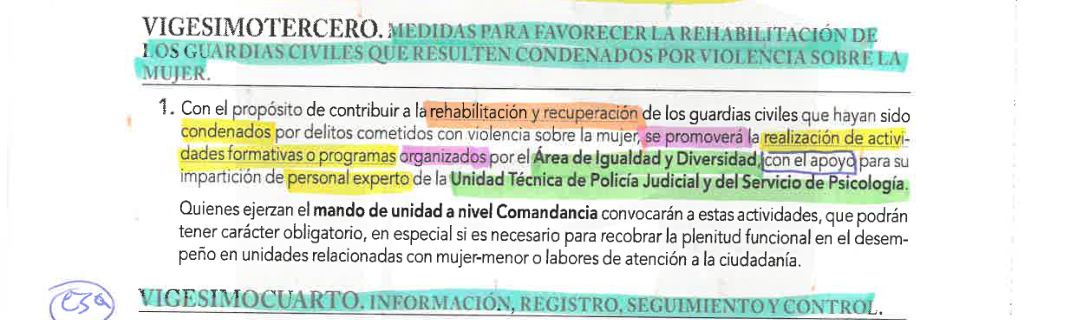 VIGESIMOTERCERO. MEDIDAS PARA FAVORECER LA REHABILITACIÓN DE
LOS GUARDIAS CIVILES QUE RESULTEN CONDENADOS POR VIOLENCIA SOBRE LA
MUJER.
1. Con el propósito de contribuir a la rehabilitación y recuperación de los guardias civiles que hayan sido
condenados por delitos cometidos con violencia sobre la mujer, se promoverá la realización de activi-
dades formativas o programas organizados por el Área de Igualdad y Diversidad, con el apoyo para su
impartición de personal experto de la Unidad Técnica de Policía Judicial y del Servicio de Psicología.
Quienes ejerzan el mando de unidad a nivel Comandancia convocarán a estas actividades, que podrán
tener carácter obligatorio, en especial si es necesario para recobrar la plenitud funcional en el desem-
peño en unidades relacionadas con mujer-menor o labores de atención a la ciudadanía.
VIGESIMOCUARTO. INFORMACIÓN, REGISTRO, SEGUIMIENTO Y CONTROL.